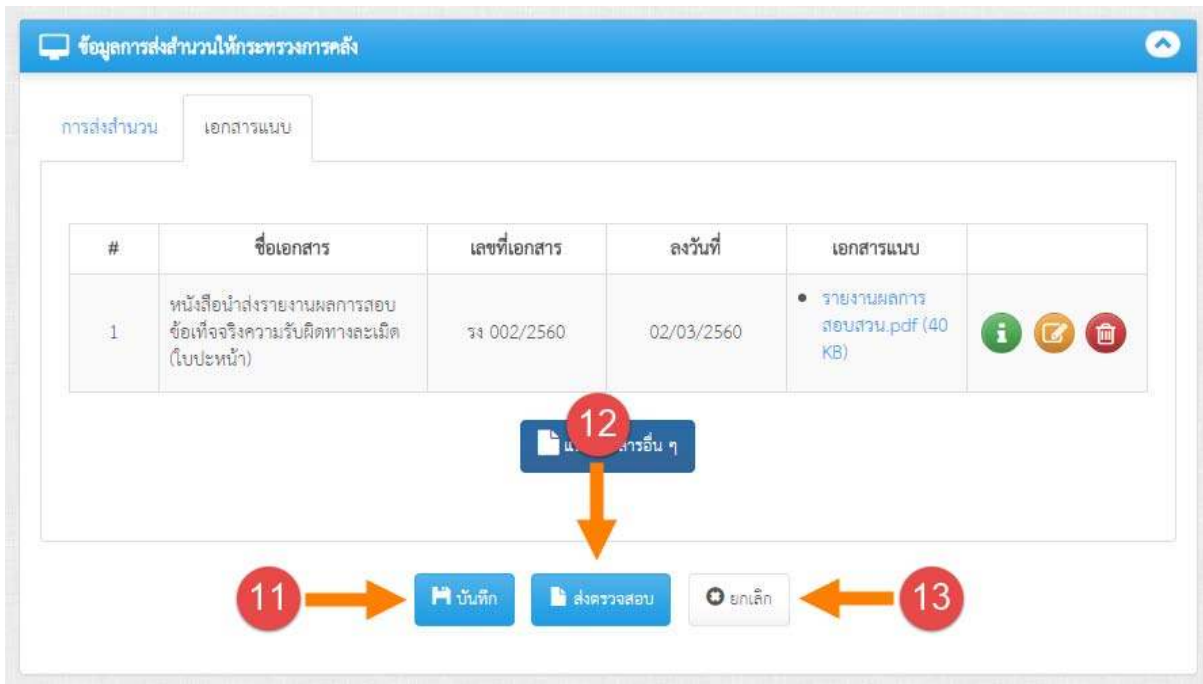 ข้อมูลการส่งสำนวนให้กระทรวงการคลัง
การส่งสำนวน เอกสารแนบ
# ชื่อเอกสาร เลขที่เอกสาร ลงวันที่ เอกสารแนบ
หนังสือนำส่งรายงานผลการสอบ
ข้อเท็จจริงความรับผิดทางละเมิด
(ใบปะหน้า)
1 รง 002/2560 02/03/2560
รายงานผลการ
สอบสวน.pdf (40
KB)
12
อื่น ๆ
11 บันทึก ส่งตรวจสอบ ยกเลิก 13